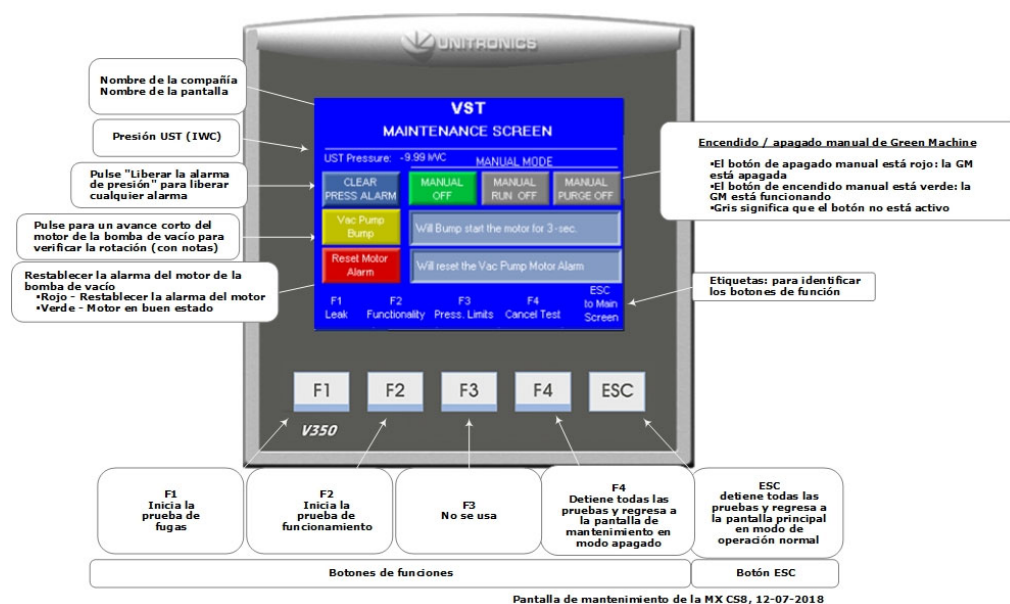 UNITRONICS
Nombre de la compañía
Nombre de la pantalla
Presión UST (IWC)
Pulse "Liberar la alarma
de presión" para liberar
cualquier alarma
Pulse para un avance corto del
motor de la bomba de vacío para
verificar la rotación (con notas)
Restablecer la alarma del motor de la
bomba de vacío
▪Rojo - Restablecer la alarma del motor
▪Verde - Motor en buen estado
VST
MAINTENANCE SCREEN
UST Pressure: -9.99 IWC
MANUAL MODE
CLEAR
PRESS ALARM
MANUAL
OFF
MANUAL
RUN OFF
MANUAL
PURGE OFF
Vac Pump
Bump
Will Bump start the motor for 3-sec.
Reset Motor
Alarm
Will reset the Vac Pump Motor Alarm
F1
Leak
F2
Functionality
F3
Press. Limits
F4
Cancel Test
ESC
to Main
Screen
Encendido / apagado manual de Green Machine
▪El botón de apagado manual está rojo: la GM
está apagada
▪El botón de encendido manual está verde: la
GM está funcionando
▪Gris significa que el botón no está activo
Etiquetas: para identificar
los botones de función
F1
F2
F3
F4
ESC
V350
F1
Inicia la
prueba de
fugas
F2
Inicia la
prueba de
funcionamiento
F3
No se usa
F4
Detiene todas las
pruebas y regresa a
la pantalla de
mantenimiento en
modo apagado
ESC
detiene todas las
pruebas y regresa a
la pantalla principal
en modo de
operación normal
Botones de funciones
Botón ESC
Pantalla de mantenimiento de la MX CS8, 12-07-2018